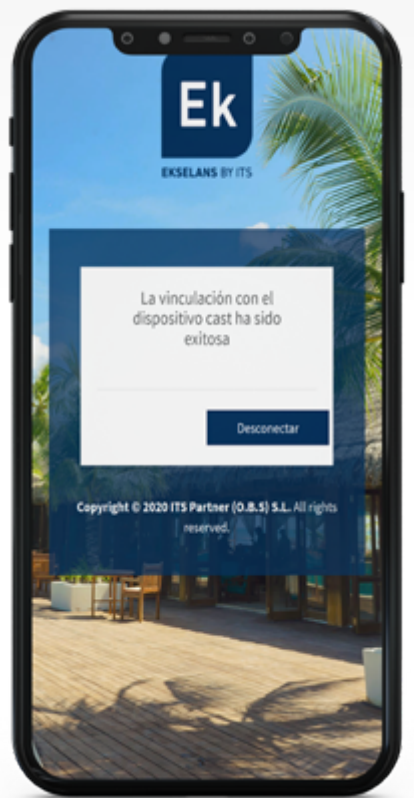 Ek
EKSELANS BY ITS
La vinculación con el
dispositivo cast ha sido
exitosa
Desconectar
Copyright © 2020 ITS Partner (O.B.S) S.L. All rights
reserved.